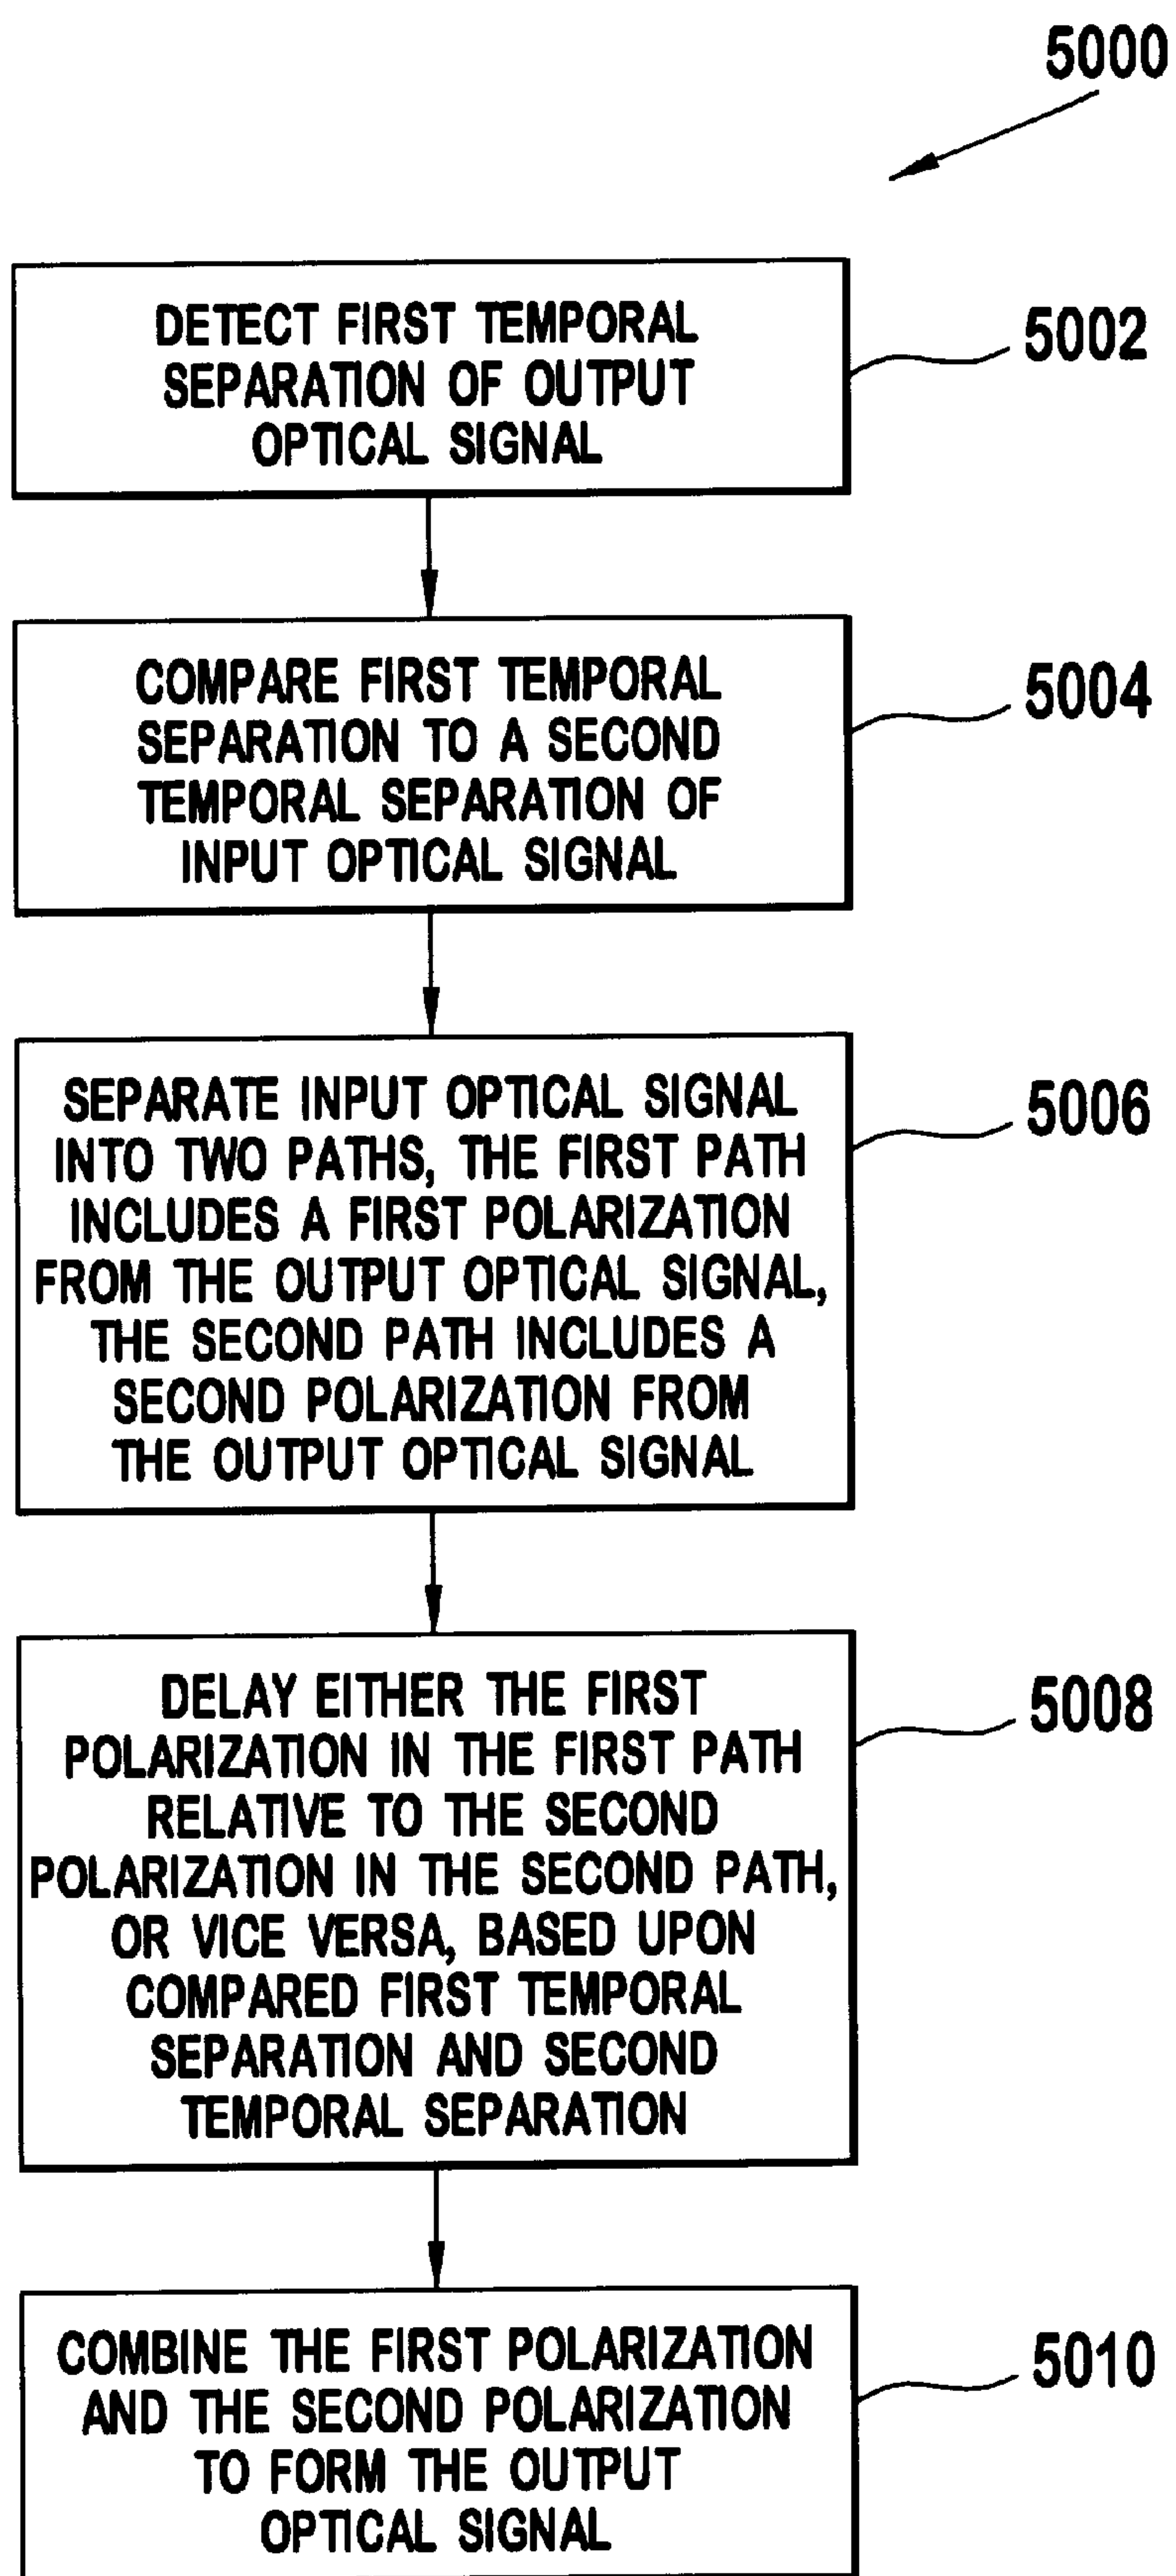 5000
DETECT FIRST TEMPORAL
SEPARATION OF OUTPUT
OPTICAL SIGNAL
5002
COMPARE FIRST TEMPORAL
SEPARATION TO A SECOND
TEMPORAL SEPARATION OF
INPUT OPTICAL SIGNAL
5004
SEPARATE INPUT OPTICAL SIGNAL
INTO TWO PATHS, THE FIRST PATH
INCLUDES A FIRST POLARIZATION
FROM THE OUTPUT OPTICAL SIGNAL,
THE SECOND PATH INCLUDES A
SECOND POLARIZATION FROM
THE OUTPUT OPTICAL SIGNAL
5006
DELAY EITHER THE FIRST
POLARIZATION IN THE FIRST PATH
RELATIVE TO THE SECOND
POLARIZATION IN THE SECOND PATH,
OR VICE VERSA, BASED UPON
COMPARED FIRST TEMPORAL
SEPARATION AND SECOND
TEMPORAL SEPARATION
5008
COMBINE THE FIRST POLARIZATION
AND THE SECOND POLARIZATION
TO FORM THE OUTPUT
OPTICAL SIGNAL
5010